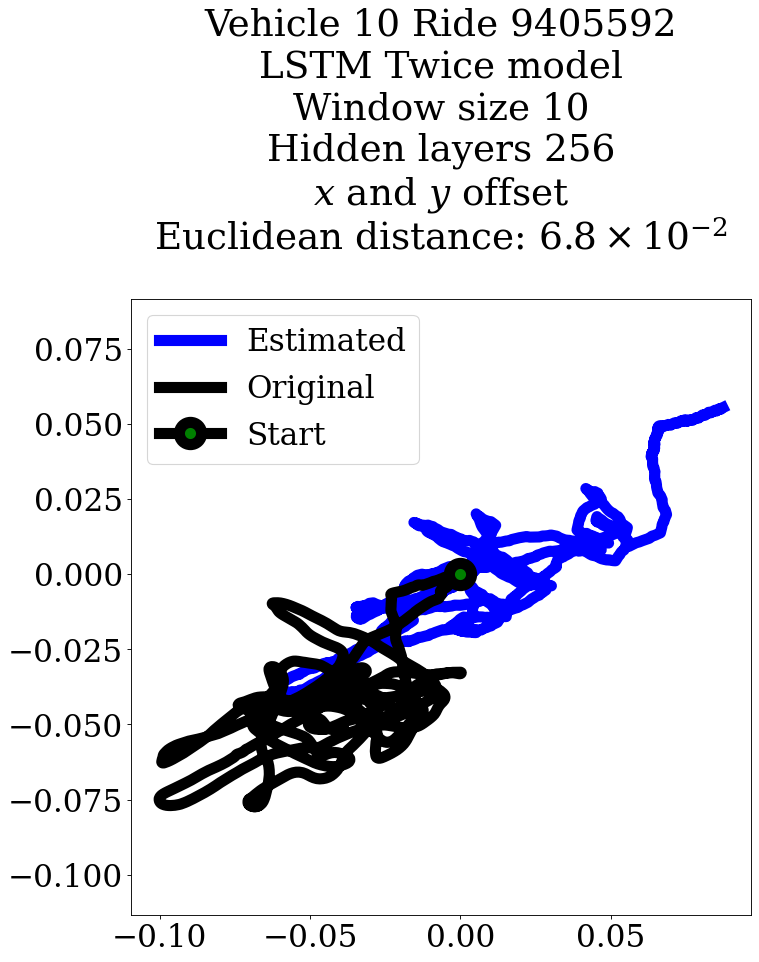 Vehicle 10 Ride 9405592
LSTM Twice model
Window size 10
Hidden layers 256
x and y offset
Euclidean distance: 6.8 × 10⁻²
Estimated
Original
Start
0.075
0.050
0.025
0.000
−0.025
−0.050
−0.075
−0.100
−0.10 −0.05 0.00 0.05